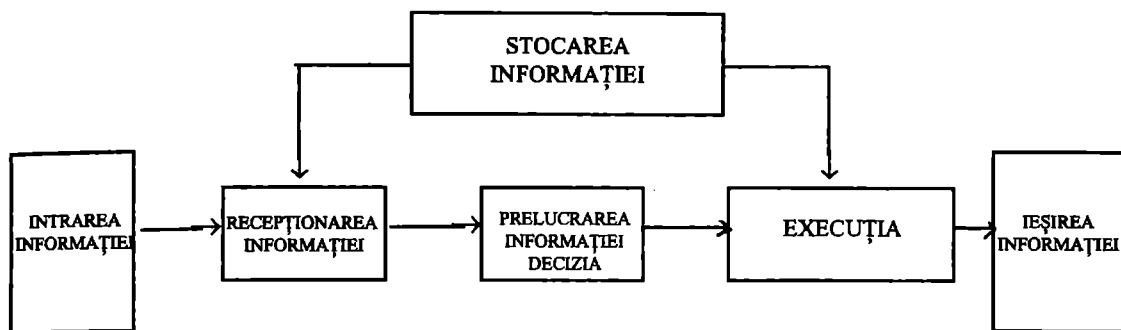 STOCAREA
INFORMAȚIEI
INTRAREA
INFORMAȚIEI
RECEPȚIONAREA
INFORMAȚIEI
PRELUCRAREA
INFORMAȚIEI
DECIZIA
EXECUȚIA
IEȘIREA
INFORMAȚIEI